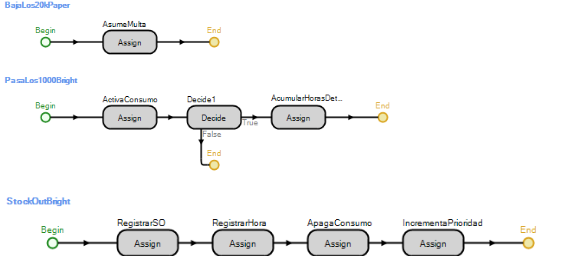 BajaLos20kPaper
AsumeMulta
Begin
End
Assign
PasaLos1000Bright
ActivaConsumo
Decide1
AcumularHorasDet...
Begin
End
Assign
Decide
Assign
True
False
End
StockOutBright
RegistrarSO
RegistrarHora
ApagaConsumo
IncrementaPrioridad
Begin
End
Assign
Assign
Assign
Assign